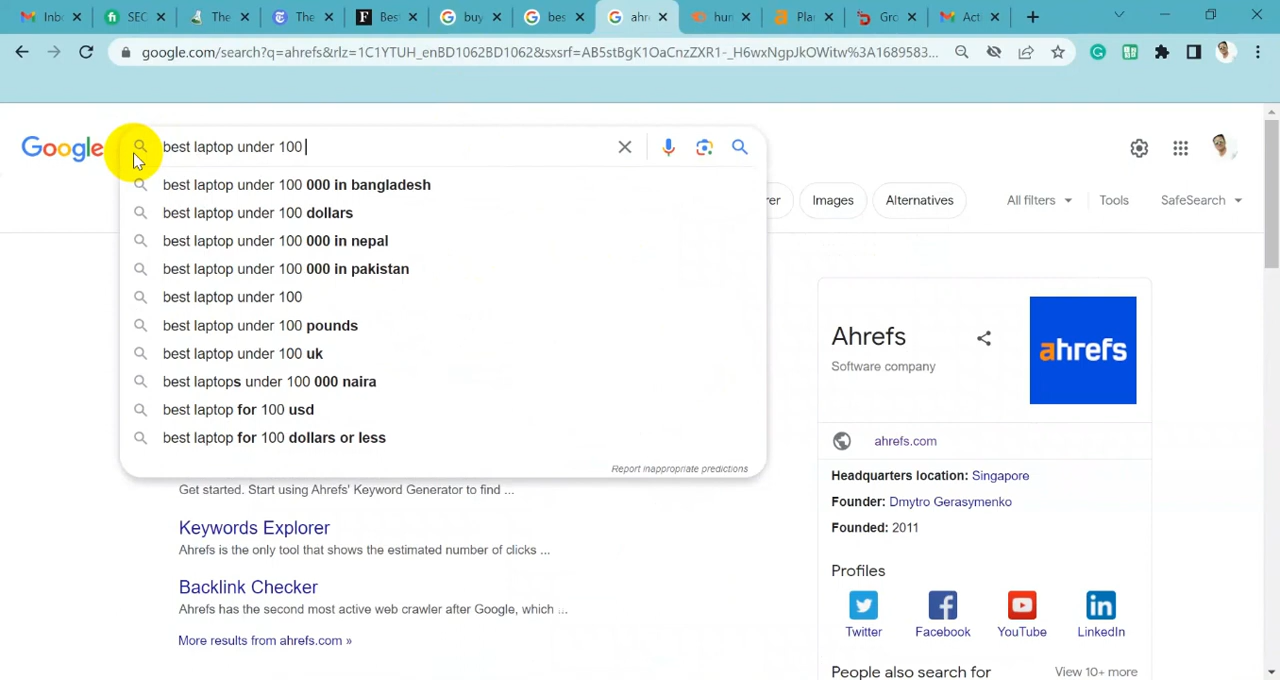 Inbo
SEC
The
The
Best
buy
bes
ahre
hun
Plan
Gro
Act
google.com/search?q=ahrefs&rlz=1C1YTUH_enBD1062BD1062&sxsrf=AB5stBgK1OaCnzZXR1-_H6wxNgpJkOWitw%3A1689583...
Google
best laptop under 100
best laptop under 100 000 in bangladesh
best laptop under 100 dollars
best laptop under 100 000 in nepal
best laptop under 100 000 in pakistan
best laptop under 100
best laptop under 100 pounds
best laptop under 100 uk
best laptops under 100 000 naira
best laptop for 100 usd
best laptop for 100 dollars or less
Report inappropriate predictions
rer
Images
Alternatives
All filters
Tools
SafeSearch
Get started. Start using Ahrefs' Keyword Generator to find ...
Keywords Explorer
Ahrefs is the only tool that shows the estimated number of clicks ...
Backlink Checker
Ahrefs has the second most active web crawler after Google, which ...
More results from ahrefs.com »
Ahrefs
Software company
ahrefs
ahrefs.com
Headquarters location: Singapore
Founder: Dmytro Gerasymenko
Founded: 2011
Profiles
Twitter
Facebook
YouTube
LinkedIn
People also search for
View 10+ more